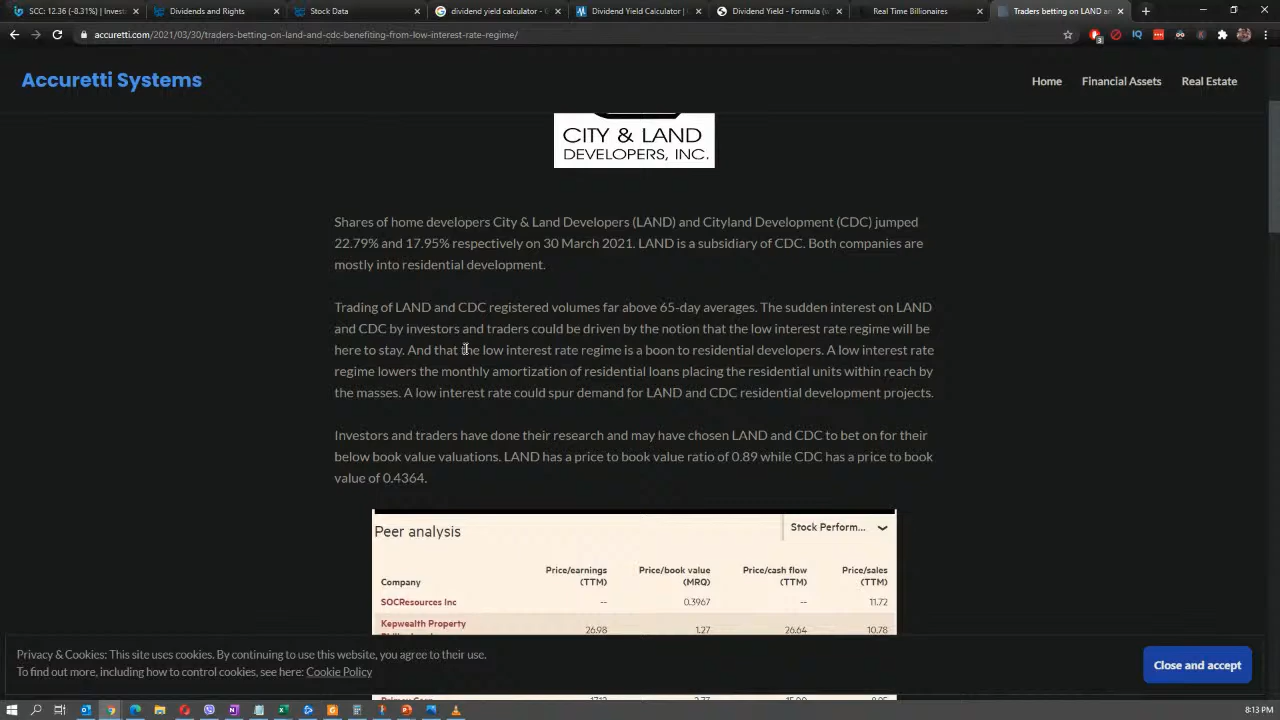 SCC: 12.36 (-8.31%) | Invest
Dividends and Rights
Stock Data
dividend yield calculator -
Dividend Yield Calculator |
Dividend Yield - Formula (w
Real Time Billionaires
Traders betting on LAND an
accuretti.com/2021/03/30/traders-betting-on-land-and-cdc-benefiting-from-low-interest-rate-regime/
Accuretti Systems
Home
Financial Assets
Real Estate
CITY & LAND
DEVELOPERS, INC.
Shares of home developers City & Land Developers (LAND) and Cityland Development (CDC) jumped
22.79% and 17.95% respectively on 30 March 2021. LAND is a subsidiary of CDC. Both companies are
mostly into residential development.
Trading of LAND and CDC registered volumes far above 65-day averages. The sudden interest on LAND
and CDC by investors and traders could be driven by the notion that the low interest rate regime will be
here to stay. And that the low interest rate regime is a boon to residential developers. A low interest rate
regime lowers the monthly amortization of residential loans placing the residential units within reach by
the masses. A low interest rate could spur demand for LAND and CDC residential development projects.
Investors and traders have done their research and may have chosen LAND and CDC to bet on for their
below book value valuations. LAND has a price to book value ratio of 0.89 while CDC has a price to book
value of 0.4364.
Peer analysis
Stock Perform...
Company
Price/earnings
(TTM)
Price/book value
(MRQ)
Price/cash flow
(TTM)
Price/sales
(TTM)
SOCResources Inc -- 0.3967 -- 11.72
Kepwealth Property
26.98 1.27 26.64 10.78
Privacy & Cookies: This site uses cookies. By continuing to use this website, you agree to their use.
To find out more, including how to control cookies, see here: Cookie Policy
Close and accept
8:13 PM